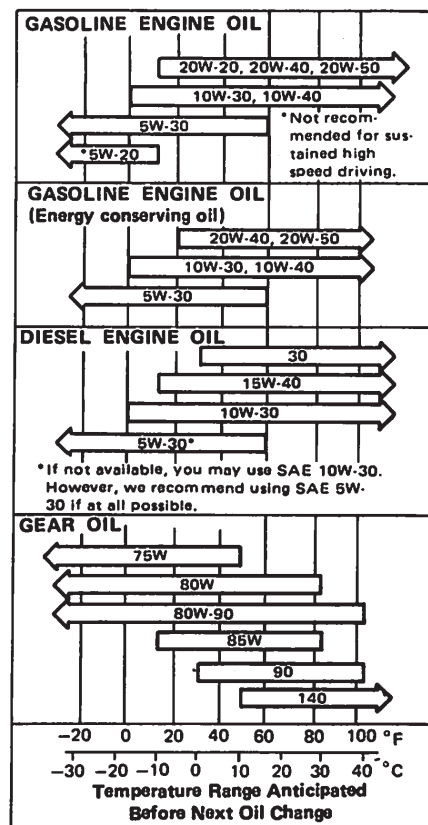 GASOLINE ENGINE OIL
20W-20, 20W-40, 20W-50
10W-30, 10W-40
5W-30
*5W-20
*Not recom-
mended for sus-
tained high
speed driving.
GASOLINE ENGINE OIL
(Energy conserving oil)
20W-40, 20W-50
10W-30, 10W-40
5W-30
DIESEL ENGINE OIL
30
15W-40
10W-30
5W-30*
*If not available, you may use SAE 10W-30.
However, we recommend using SAE 5W-
30 if at all possible.
GEAR OIL
75W
80W
80W-90
85W
90
140
-20 0 20 40 60 80 100 °F
-30 -20 -10 0 10 20 30 40 °C
Temperature Range Anticipated
Before Next Oil Change